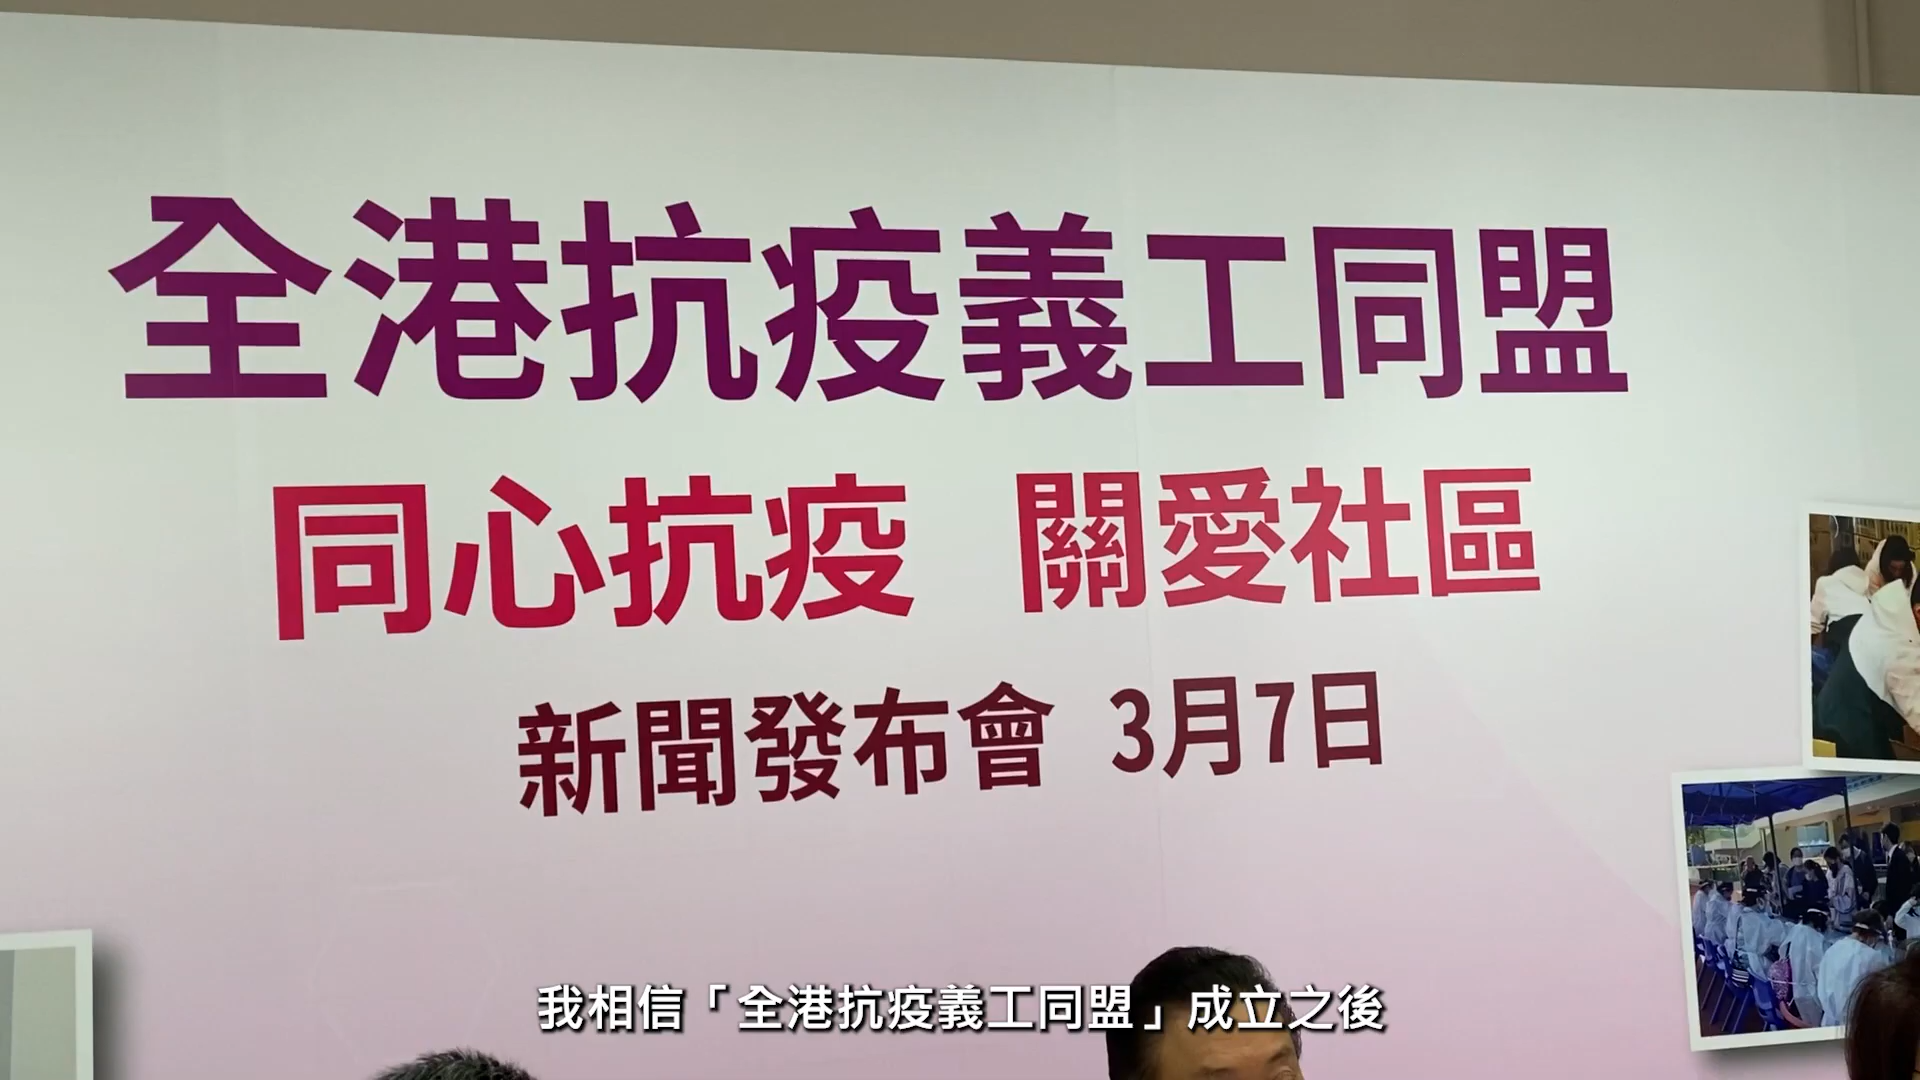 全港抗疫義工同盟
同心抗疫 關愛社區
新聞發布會 3月7日
我相信「全港抗疫義工同盟」成立之後